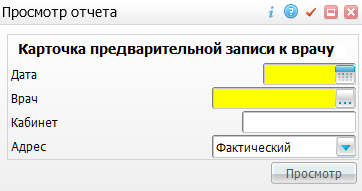 Просмотр отчета
Карточка предварительной записи к врачу
Дата
Врач
...
Кабинет
Адрес Фактический
Просмотр